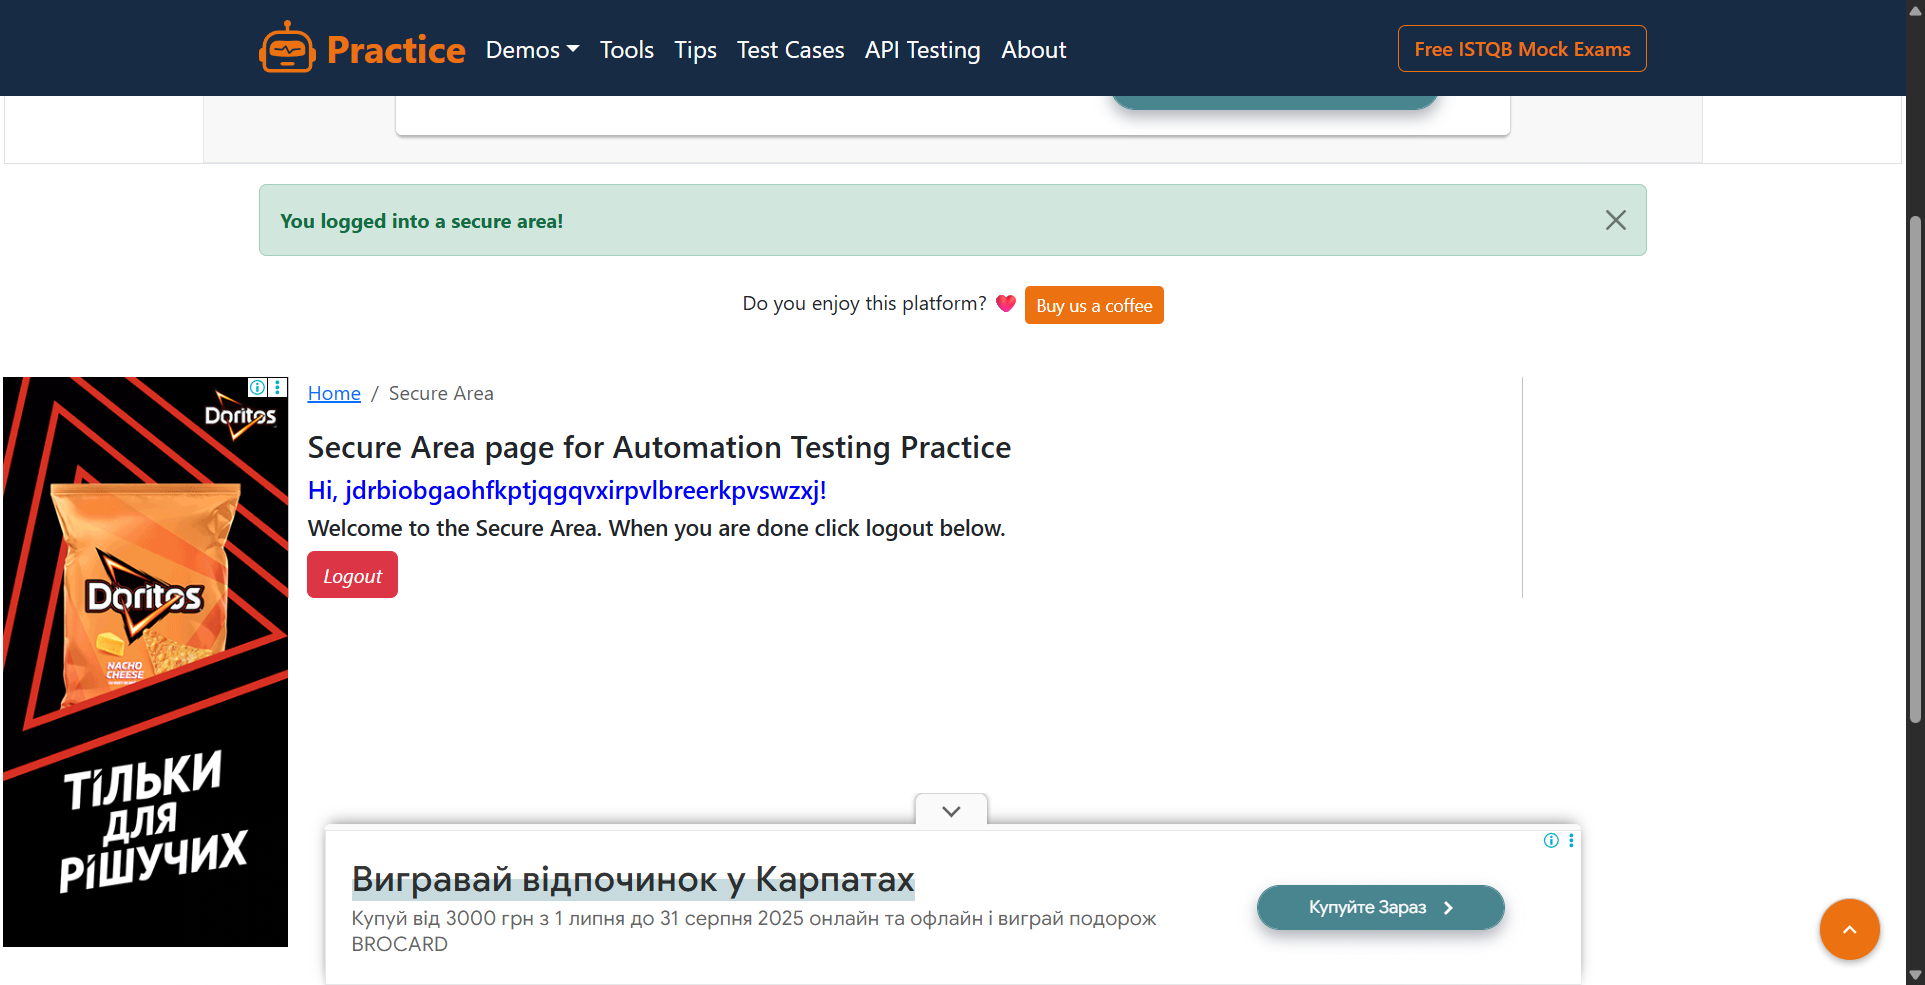 Practice
Demos
Tools
Tips
Test Cases
API Testing
About
Free ISTQB Mock Exams
You logged into a secure area!
Do you enjoy this platform?
Buy us a coffee
Home / Secure Area
Secure Area page for Automation Testing Practice
Hi, jdrbiobgaohfkptjqgqvxirpvlbreerkpvswzxj!
Welcome to the Secure Area. When you are done click logout below.
Logout
Doritos
Doritos
NACHO
CHEESE
ТІЛЬКИ
ДЛЯ
РІШУЧИХ
Вигравай відпочинок у Карпатах
Купуй від 3000 грн з 1 липня до 31 серпня 2025 онлайн та офлайн і виграй подорож
BROCARD
Купуйте Зараз